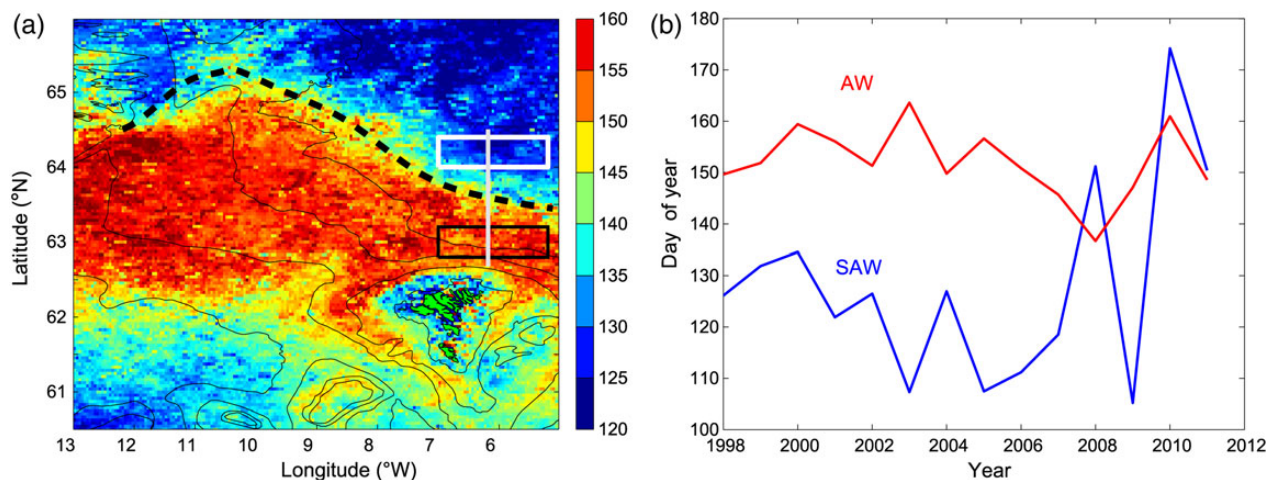 (a)
65
64
63
62
61
Latitude (°N)
13 12 11 10 9 8 7 6
Longitude (°W)
160
155
150
145
140
135
130
125
120
(b)
180
170
160
150
140
130
120
110
100
Day of year
AW
SAW
1998 2000 2002 2004 2006 2008 2010 2012
Year